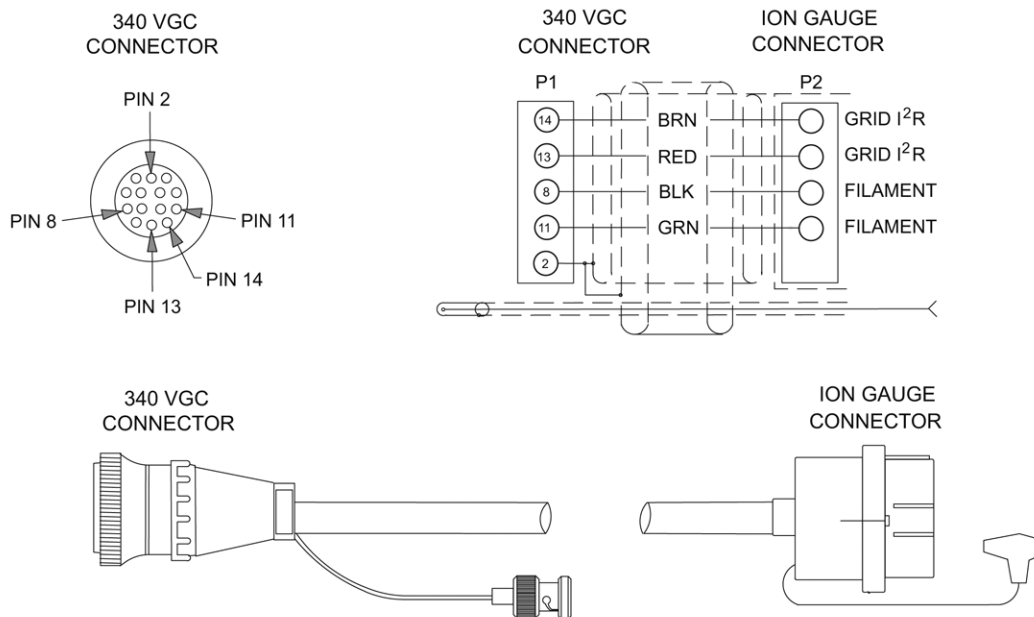 340 VGC
CONNECTOR
PIN 2
PIN 8
PIN 11
PIN 14
PIN 13
340 VGC
CONNECTOR
ION GAUGE
CONNECTOR
P1
P2
14 BRN GRID I²R
13 RED GRID I²R
8 BLK FILAMENT
11 GRN FILAMENT
2
340 VGC
CONNECTOR
ION GAUGE
CONNECTOR